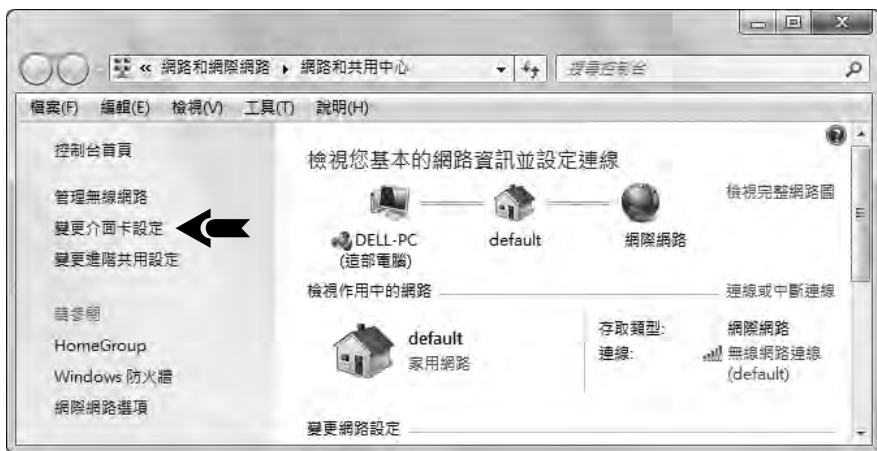 « 網路和網際網路 ▸ 網路和共用中心
搜尋控制台
檔案(F) 編輯(E) 檢視(V) 工具(T) 說明(H)
控制台首頁
管理無線網路
變更介面卡設定
變更進階共用設定
請參閱
HomeGroup
Windows 防火牆
網際網路選項
檢視您基本的網路資訊並設定連線
檢視完整網路圖
DELL-PC
(這部電腦)
default
網際網路
檢視作用中的網路
連線或中斷連線
default
家用網路
存取類型: 網際網路
連線: 無線網路連線
(default)
變更網路設定